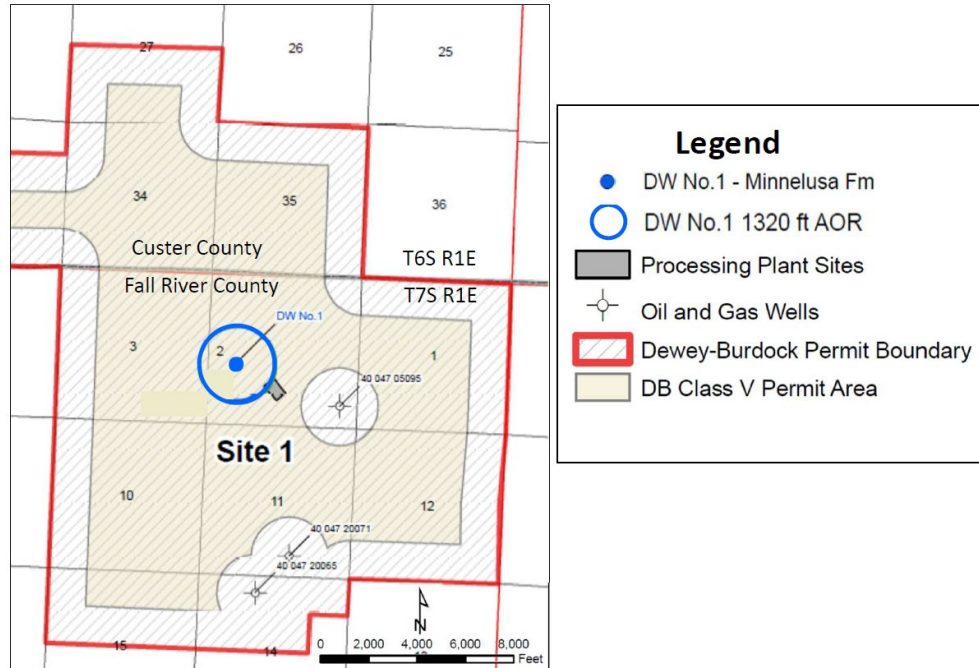 27
26
25
34
35
36
Custer County
T6S R1E
Fall River County
T7S R1E
DW No.1
3
2
1
40 047 05095
Site 1
10
11
12
40 047 20071
40 047 20065
15
14
N
0 2,000 4,000 6,000 8,000
Feet
Legend
DW No.1 - Minnelusa Fm
DW No.1 1320 ft AOR
Processing Plant Sites
Oil and Gas Wells
Dewey-Burdock Permit Boundary
DB Class V Permit Area